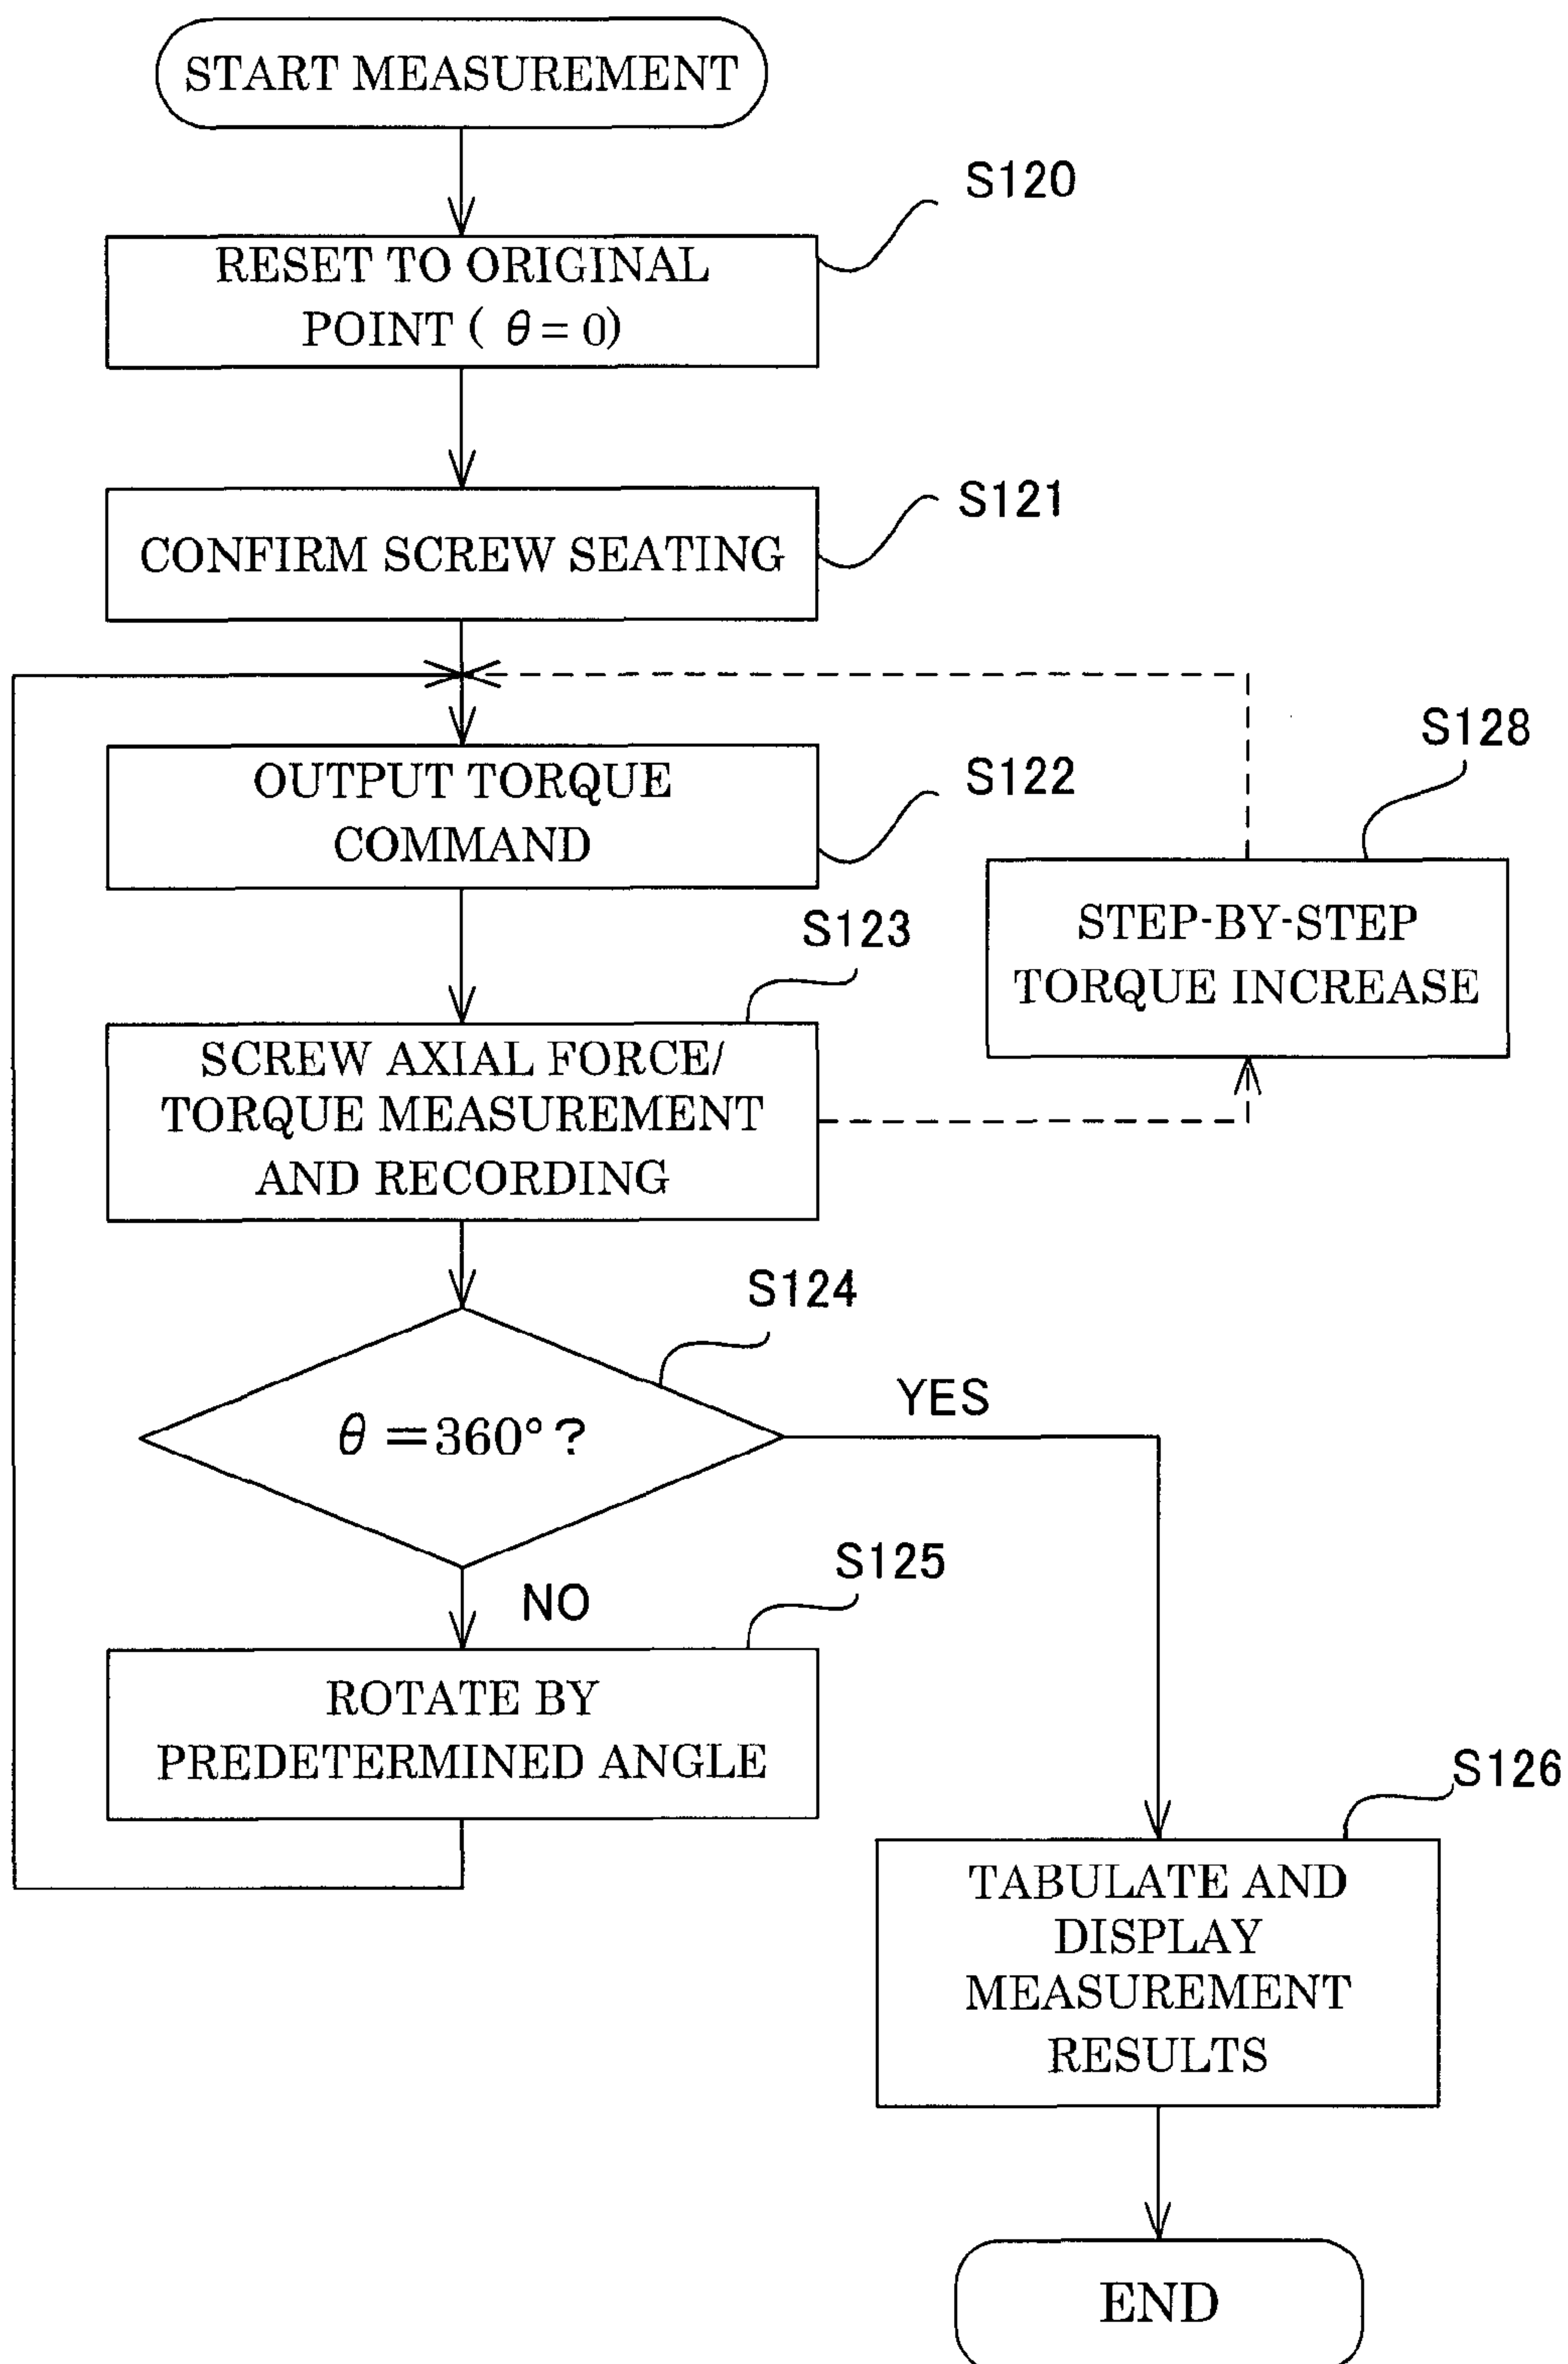 START MEASUREMENT
S120
RESET TO ORIGINAL
POINT ( θ = 0)
S121
CONFIRM SCREW SEATING
S122
OUTPUT TORQUE
COMMAND
S128
STEP-BY-STEP
TORQUE INCREASE
S123
SCREW AXIAL FORCE/
TORQUE MEASUREMENT
AND RECORDING
S124
θ =360°?
YES
NO
S125
ROTATE BY
PREDETERMINED ANGLE
S126
TABULATE AND
DISPLAY
MEASUREMENT
RESULTS
END